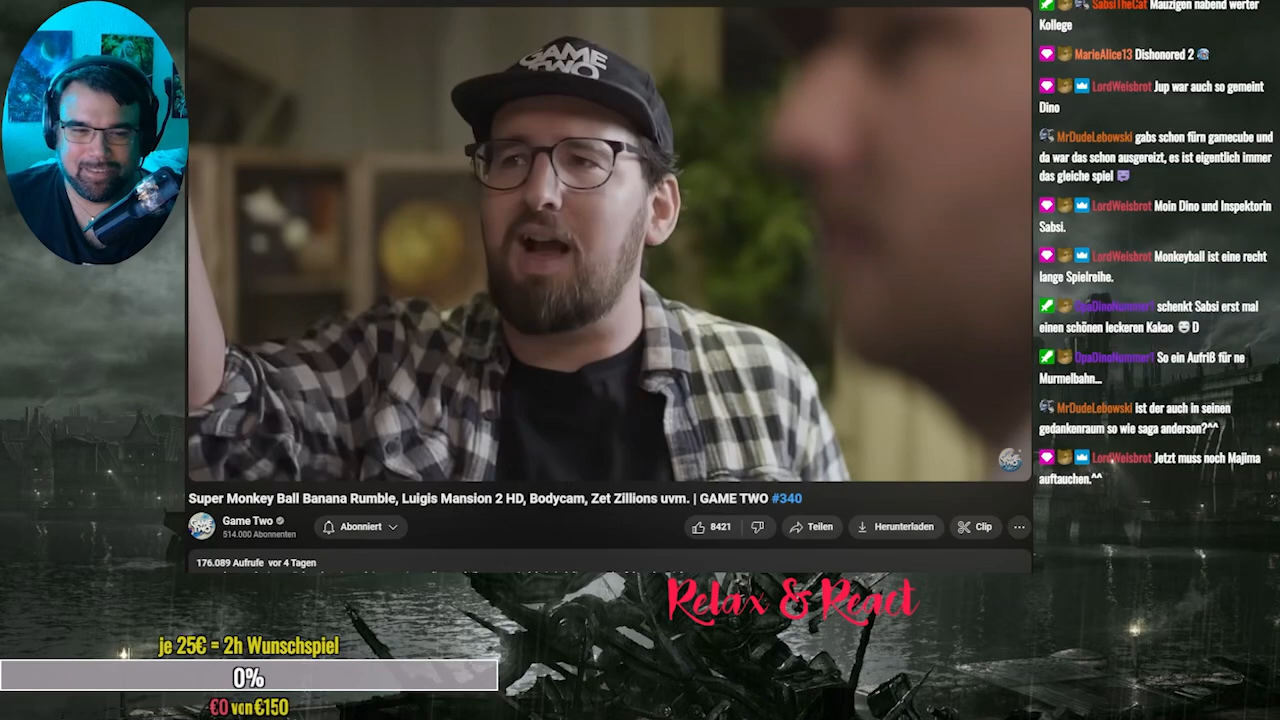 GAME
TWO
SabsiTheCat Mauzigen nabend werter
Kollege
MarieAlice13 Dishonored 2
LordWeisbrot Jup war auch so gemeint
Dino
MrDudeLebowski gabs schon fürn gamecube und
da war das schon ausgereizt, es ist eigentlich immer
das gleiche spiel
LordWeisbrot Moin Dino und Inspektorin
Sabsi.
LordWeisbrot Monkeyball ist eine recht
lange Spielreihe.
OpaDinoNummer1 schenkt Sabsi erst mal
einen schönen leckeren Kakao D
OpaDinoNummer1 So ein Aufriß für ne
Murmelbahn...
MrDudeLebowski ist der auch in seinen
gedankenraum so wie saga anderson?^^
LordWeisbrot Jetzt muss noch Majima
auftauchen.^^
Super Monkey Ball Banana Rumble, Luigis Mansion 2 HD, Bodycam, Zet Zillions uvm. | GAME TWO #340
Game Two
514.000 Abonnenten
Abonniert
8421
Teilen
Herunterladen
Clip
176.089 Aufrufe vor 4 Tagen
Relax & React
je 25€ = 2h Wunschspiel
0%
€0 von €150